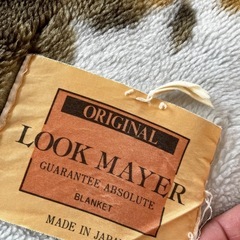 ORIGINAL
LOOK MAYER
GUARANTEE ABSOLUTE
BLANKET
MADE IN JAPAN